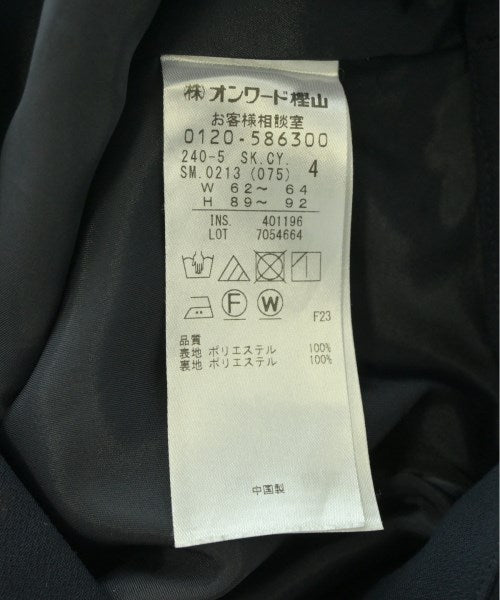 ㈱ オンワード樫山
お客様相談室
0120-586300
240-5 SK.CY.
SM.0213 (075) 4
W 62〜 64
H 89〜 92
INS. 401196
LOT 7054664
F W
F23
品質
表地 ポリエステル 100%
裏地 ポリエステル 100%
中国製